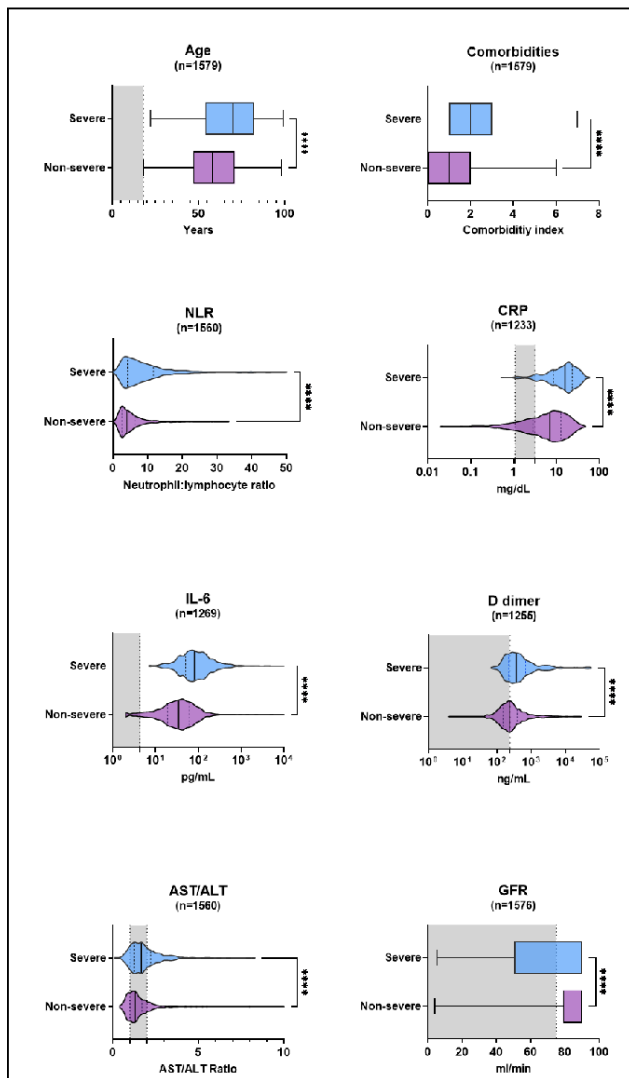 Age
(n=1579)
Severe
Non-severe
****
0 50 100
Years
Comorbidities
(n=1579)
Severe
Non-severe
****
0 2 4 6 8
Comorbiditiy index
NLR
(n=1560)
Severe
Non-severe
****
0 10 20 30 40 50
Neutrophil:lymphocyte ratio
CRP
(n=1233)
Severe
Non-severe
****
0.01 0.1 1 10 100
mg/dL
IL-6
(n=1269)
Severe
Non-severe
****
10⁰ 10¹ 10² 10³ 10⁴
pg/mL
D dimer
(n=1255)
Severe
Non-severe
****
10⁰ 10¹ 10² 10³ 10⁴ 10⁵
ng/mL
AST/ALT
(n=1560)
Severe
Non-severe
****
0 5 10
AST/ALT Ratio
GFR
(n=1576)
Severe
Non-severe
****
0 20 40 60 80 100
ml/min